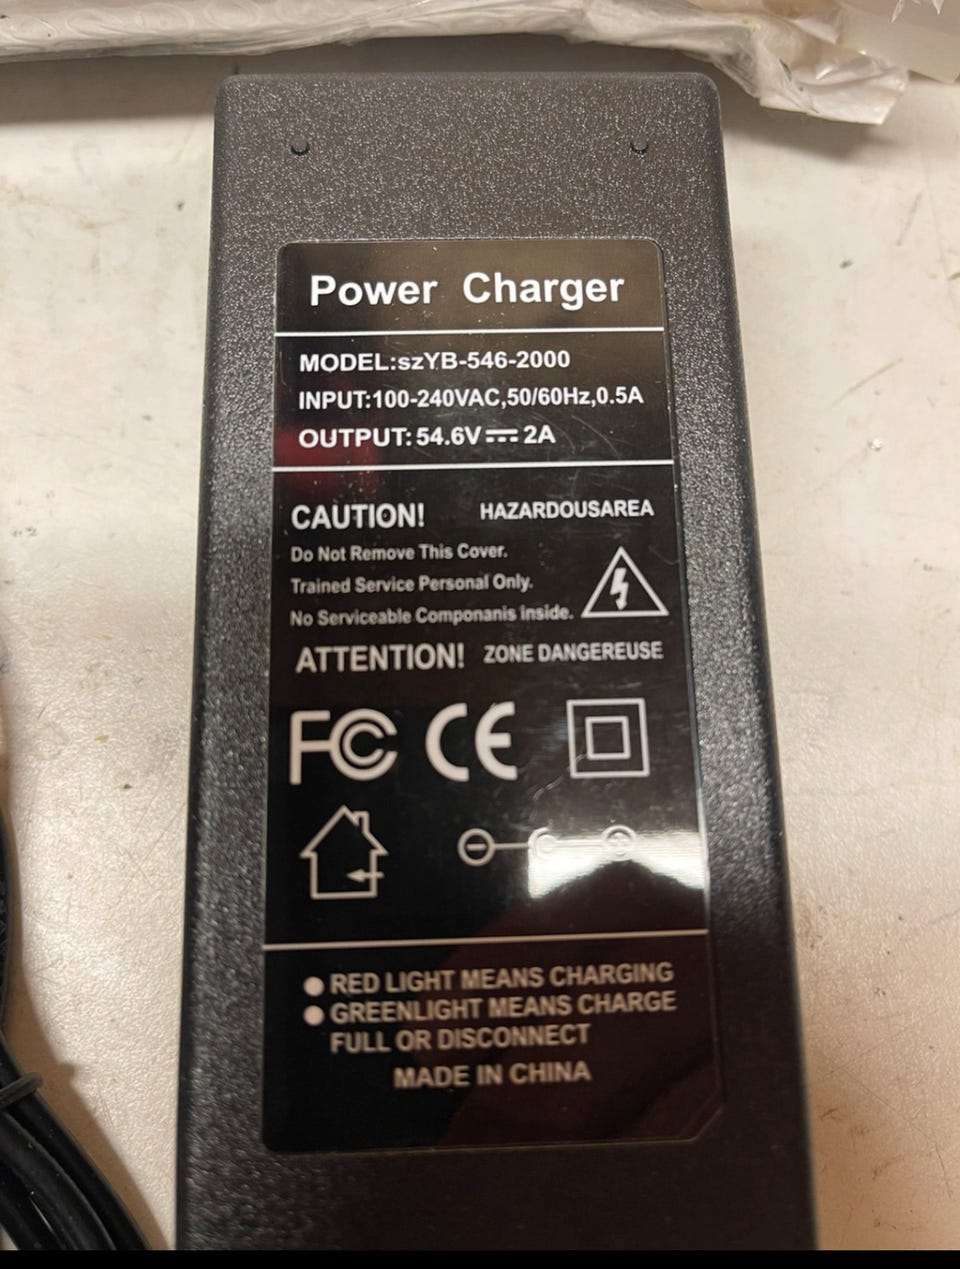 Power Charger
MODEL:szYB-546-2000
INPUT:100-240VAC,50/60Hz,0.5A
OUTPUT:54.6V⎓2A
CAUTION! HAZARDOUSAREA
Do Not Remove This Cover.
Trained Service Personal Only.
No Serviceable Componanis inside.
ATTENTION! ZONE DANGEREUSE
FC CE
RED LIGHT MEANS CHARGING
GREENLIGHT MEANS CHARGE
FULL OR DISCONNECT
MADE IN CHINA